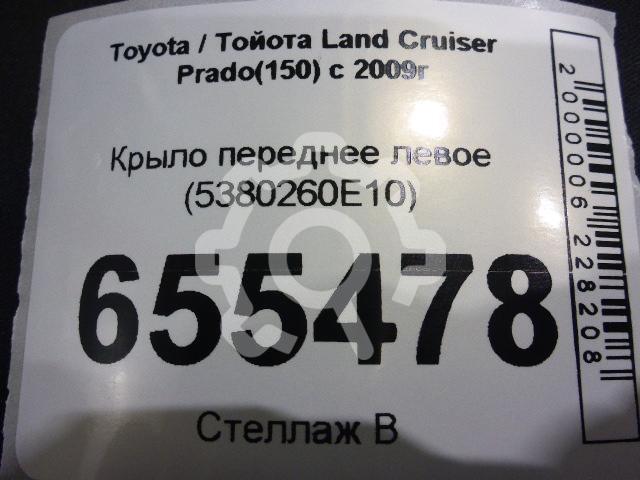 Toyota / Тойота Land Cruiser
Prado(150) с 2009г
Крыло переднее левое
(5380260E10)
655478
Стеллаж В
2000006228208